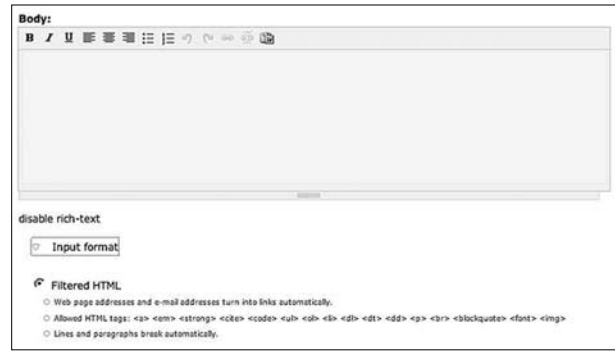 Body:
B I U
disable rich-text
Input format
Filtered HTML
Web page addresses and e-mail addresses turn into links automatically.
Allowed HTML tags: <a> <em> <strong> <cite> <code> <ul> <ol> <li> <dl> <dt> <dd> <p> <br> <blockquote> <font> <img>
Lines and paragraphs break automatically.